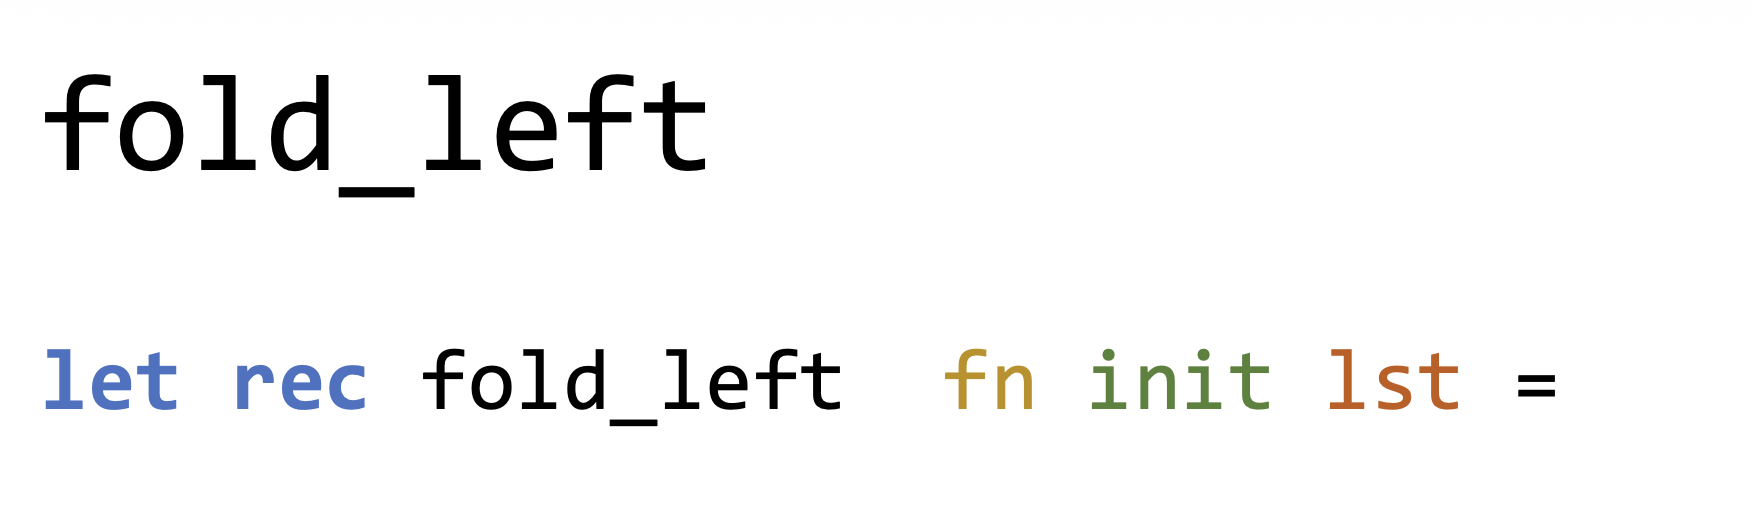 fold_left
let rec fold_left  fn init lst =